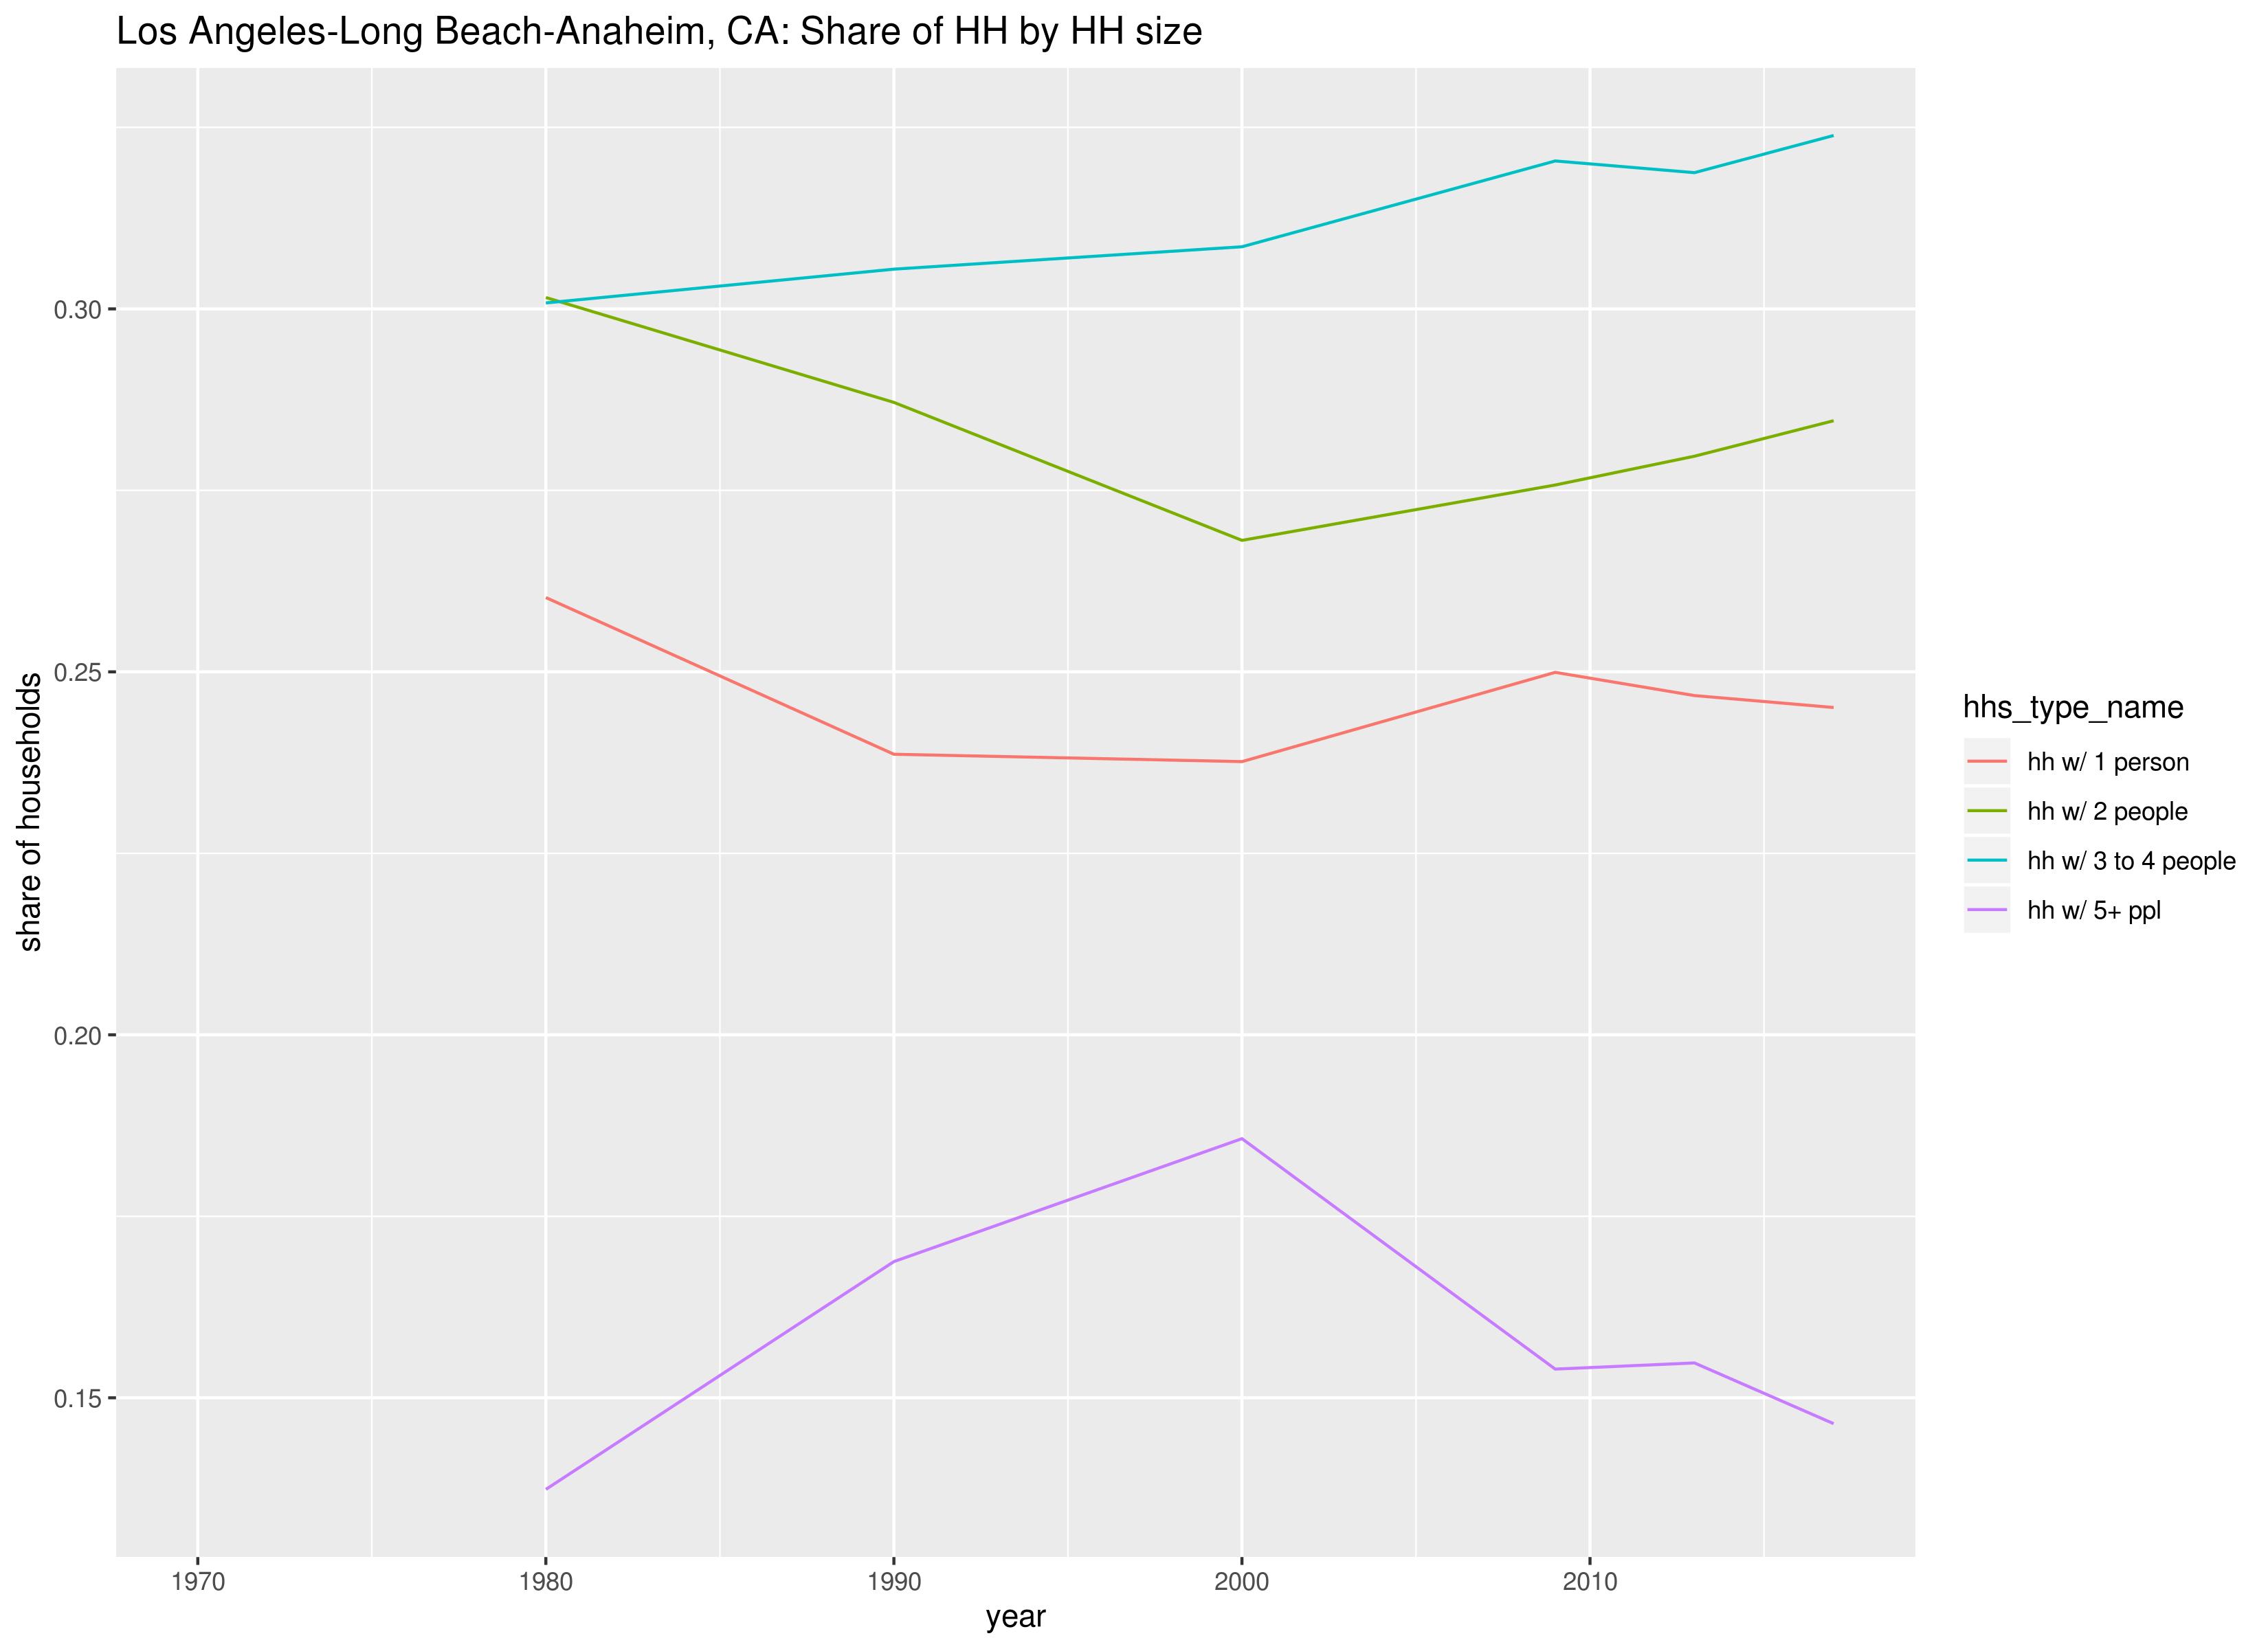 Los Angeles-Long Beach-Anaheim, CA: Share of HH by HH size
share of households
0.30
0.25
0.20
0.15
1970 1980 1990 2000 2010
year
hhs_type_name
hh w/ 1 person
hh w/ 2 people
hh w/ 3 to 4 people
hh w/ 5+ ppl